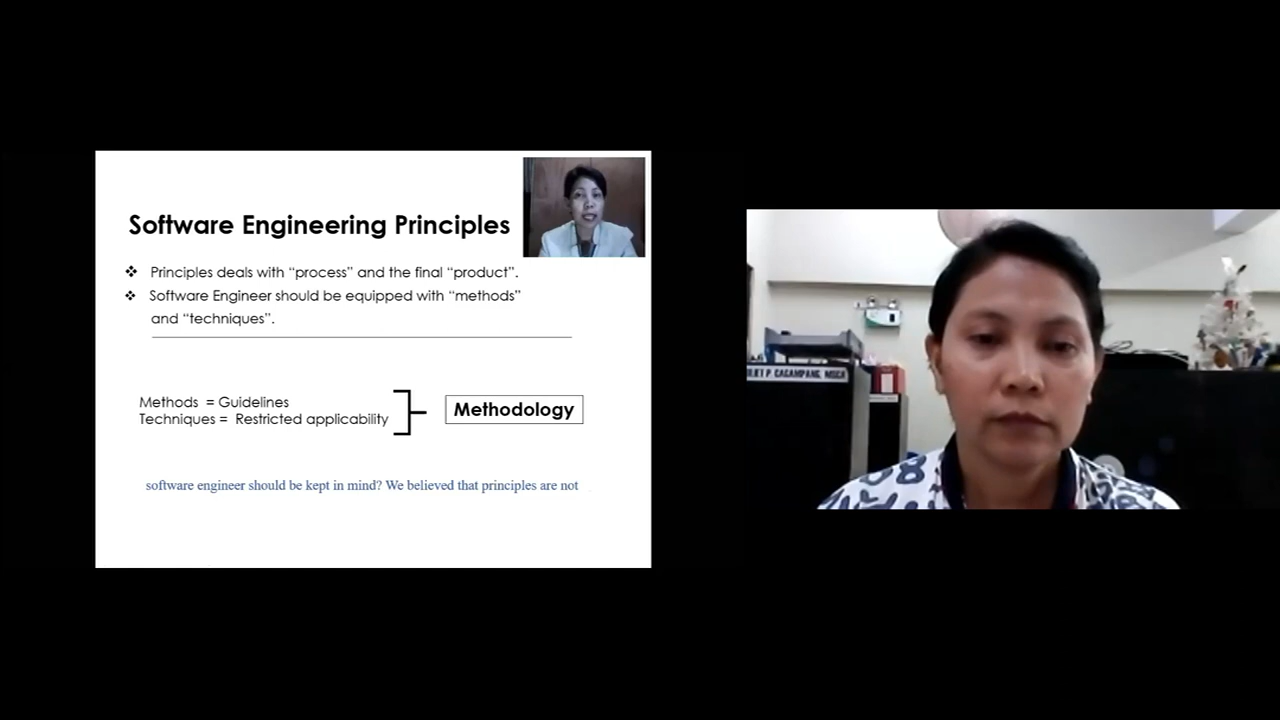 Software Engineering Principles
❖ Principles deals with “process” and the final “product”.
❖ Software Engineer should be equipped with “methods”
and “techniques”.
Methods = Guidelines
Techniques = Restricted applicability
Methodology
software engineer should be kept in mind? We believed that principles are not
P. CAGAMPANG